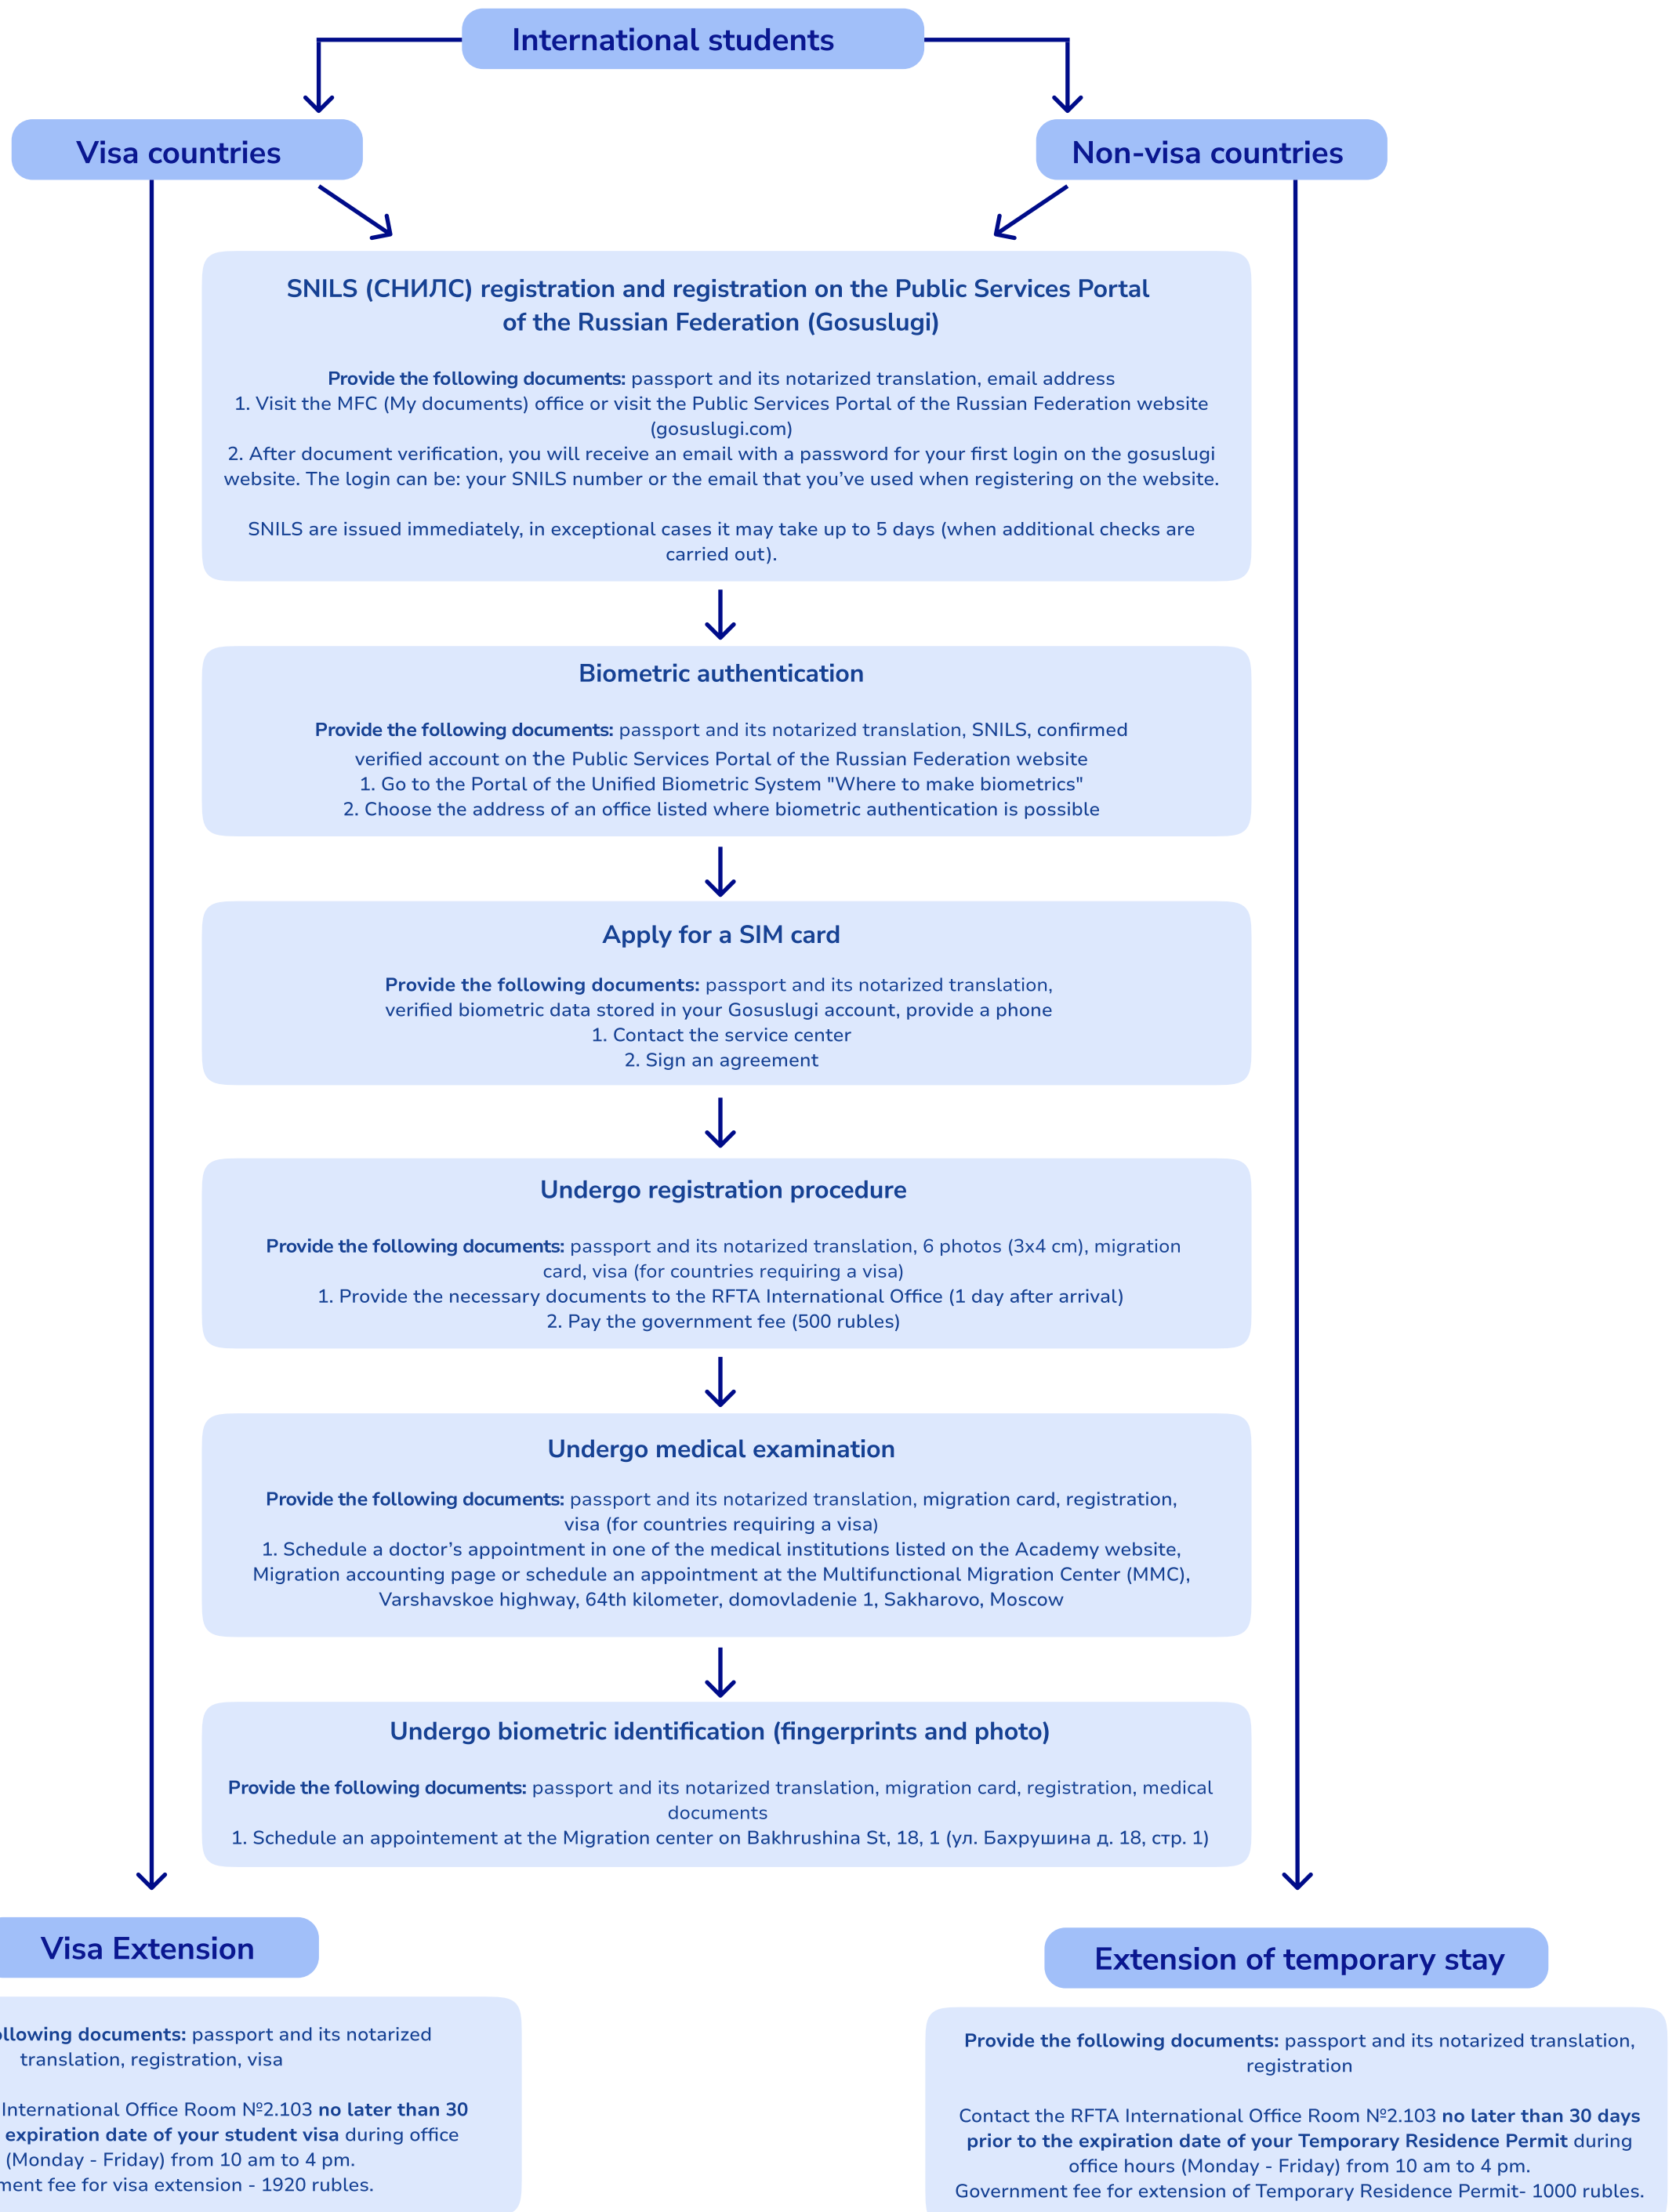 International students
Visa countries
Non-visa countries
SNILS (СНИЛС) registration and registration on the Public Services Portal
of the Russian Federation (Gosuslugi)
Provide the following documents: passport and its notarized translation, email address
1. Visit the MFC (My documents) office or visit the Public Services Portal of the Russian Federation website
(gosuslugi.com)
2. After document verification, you will receive an email with a password for your first login on the gosuslugi
website. The login can be: your SNILS number or the email that you’ve used when registering on the website.
SNILS are issued immediately, in exceptional cases it may take up to 5 days (when additional checks are
carried out).
Biometric authentication
Provide the following documents: passport and its notarized translation, SNILS, confirmed
verified account on the Public Services Portal of the Russian Federation website
1. Go to the Portal of the Unified Biometric System "Where to make biometrics"
2. Choose the address of an office listed where biometric authentication is possible
Apply for a SIM card
Provide the following documents: passport and its notarized translation,
verified biometric data stored in your Gosuslugi account, provide a phone
1. Contact the service center
2. Sign an agreement
Undergo registration procedure
Provide the following documents: passport and its notarized translation, 6 photos (3x4 cm), migration
card, visa (for countries requiring a visa)
1. Provide the necessary documents to the RFTA International Office (1 day after arrival)
2. Pay the government fee (500 rubles)
Undergo medical examination
Provide the following documents: passport and its notarized translation, migration card, registration,
visa (for countries requiring a visa)
1. Schedule a doctor’s appointment in one of the medical institutions listed on the Academy website,
Migration accounting page or schedule an appointment at the Multifunctional Migration Center (MMC),
Varshavskoe highway, 64th kilometer, domovladenie 1, Sakharovo, Moscow
Undergo biometric identification (fingerprints and photo)
Provide the following documents: passport and its notarized translation, migration card, registration, medical
documents
1. Schedule an appointement at the Migration center on Bakhrushina St, 18, 1 (ул. Бахрушина д. 18, стр. 1)
Visa Extension
documents: passport and its notarized
translation, registration, visa
International Office Room №2.103 no later than 30
expiration date of your student visa during office
(Monday - Friday) from 10 am to 4 pm.
fee for visa extension - 1920 rubles.
Extension of temporary stay
Provide the following documents: passport and its notarized translation,
registration
Contact the RFTA International Office Room №2.103 no later than 30 days
prior to the expiration date of your Temporary Residence Permit during
office hours (Monday - Friday) from 10 am to 4 pm.
Government fee for extension of Temporary Residence Permit- 1000 rubles.